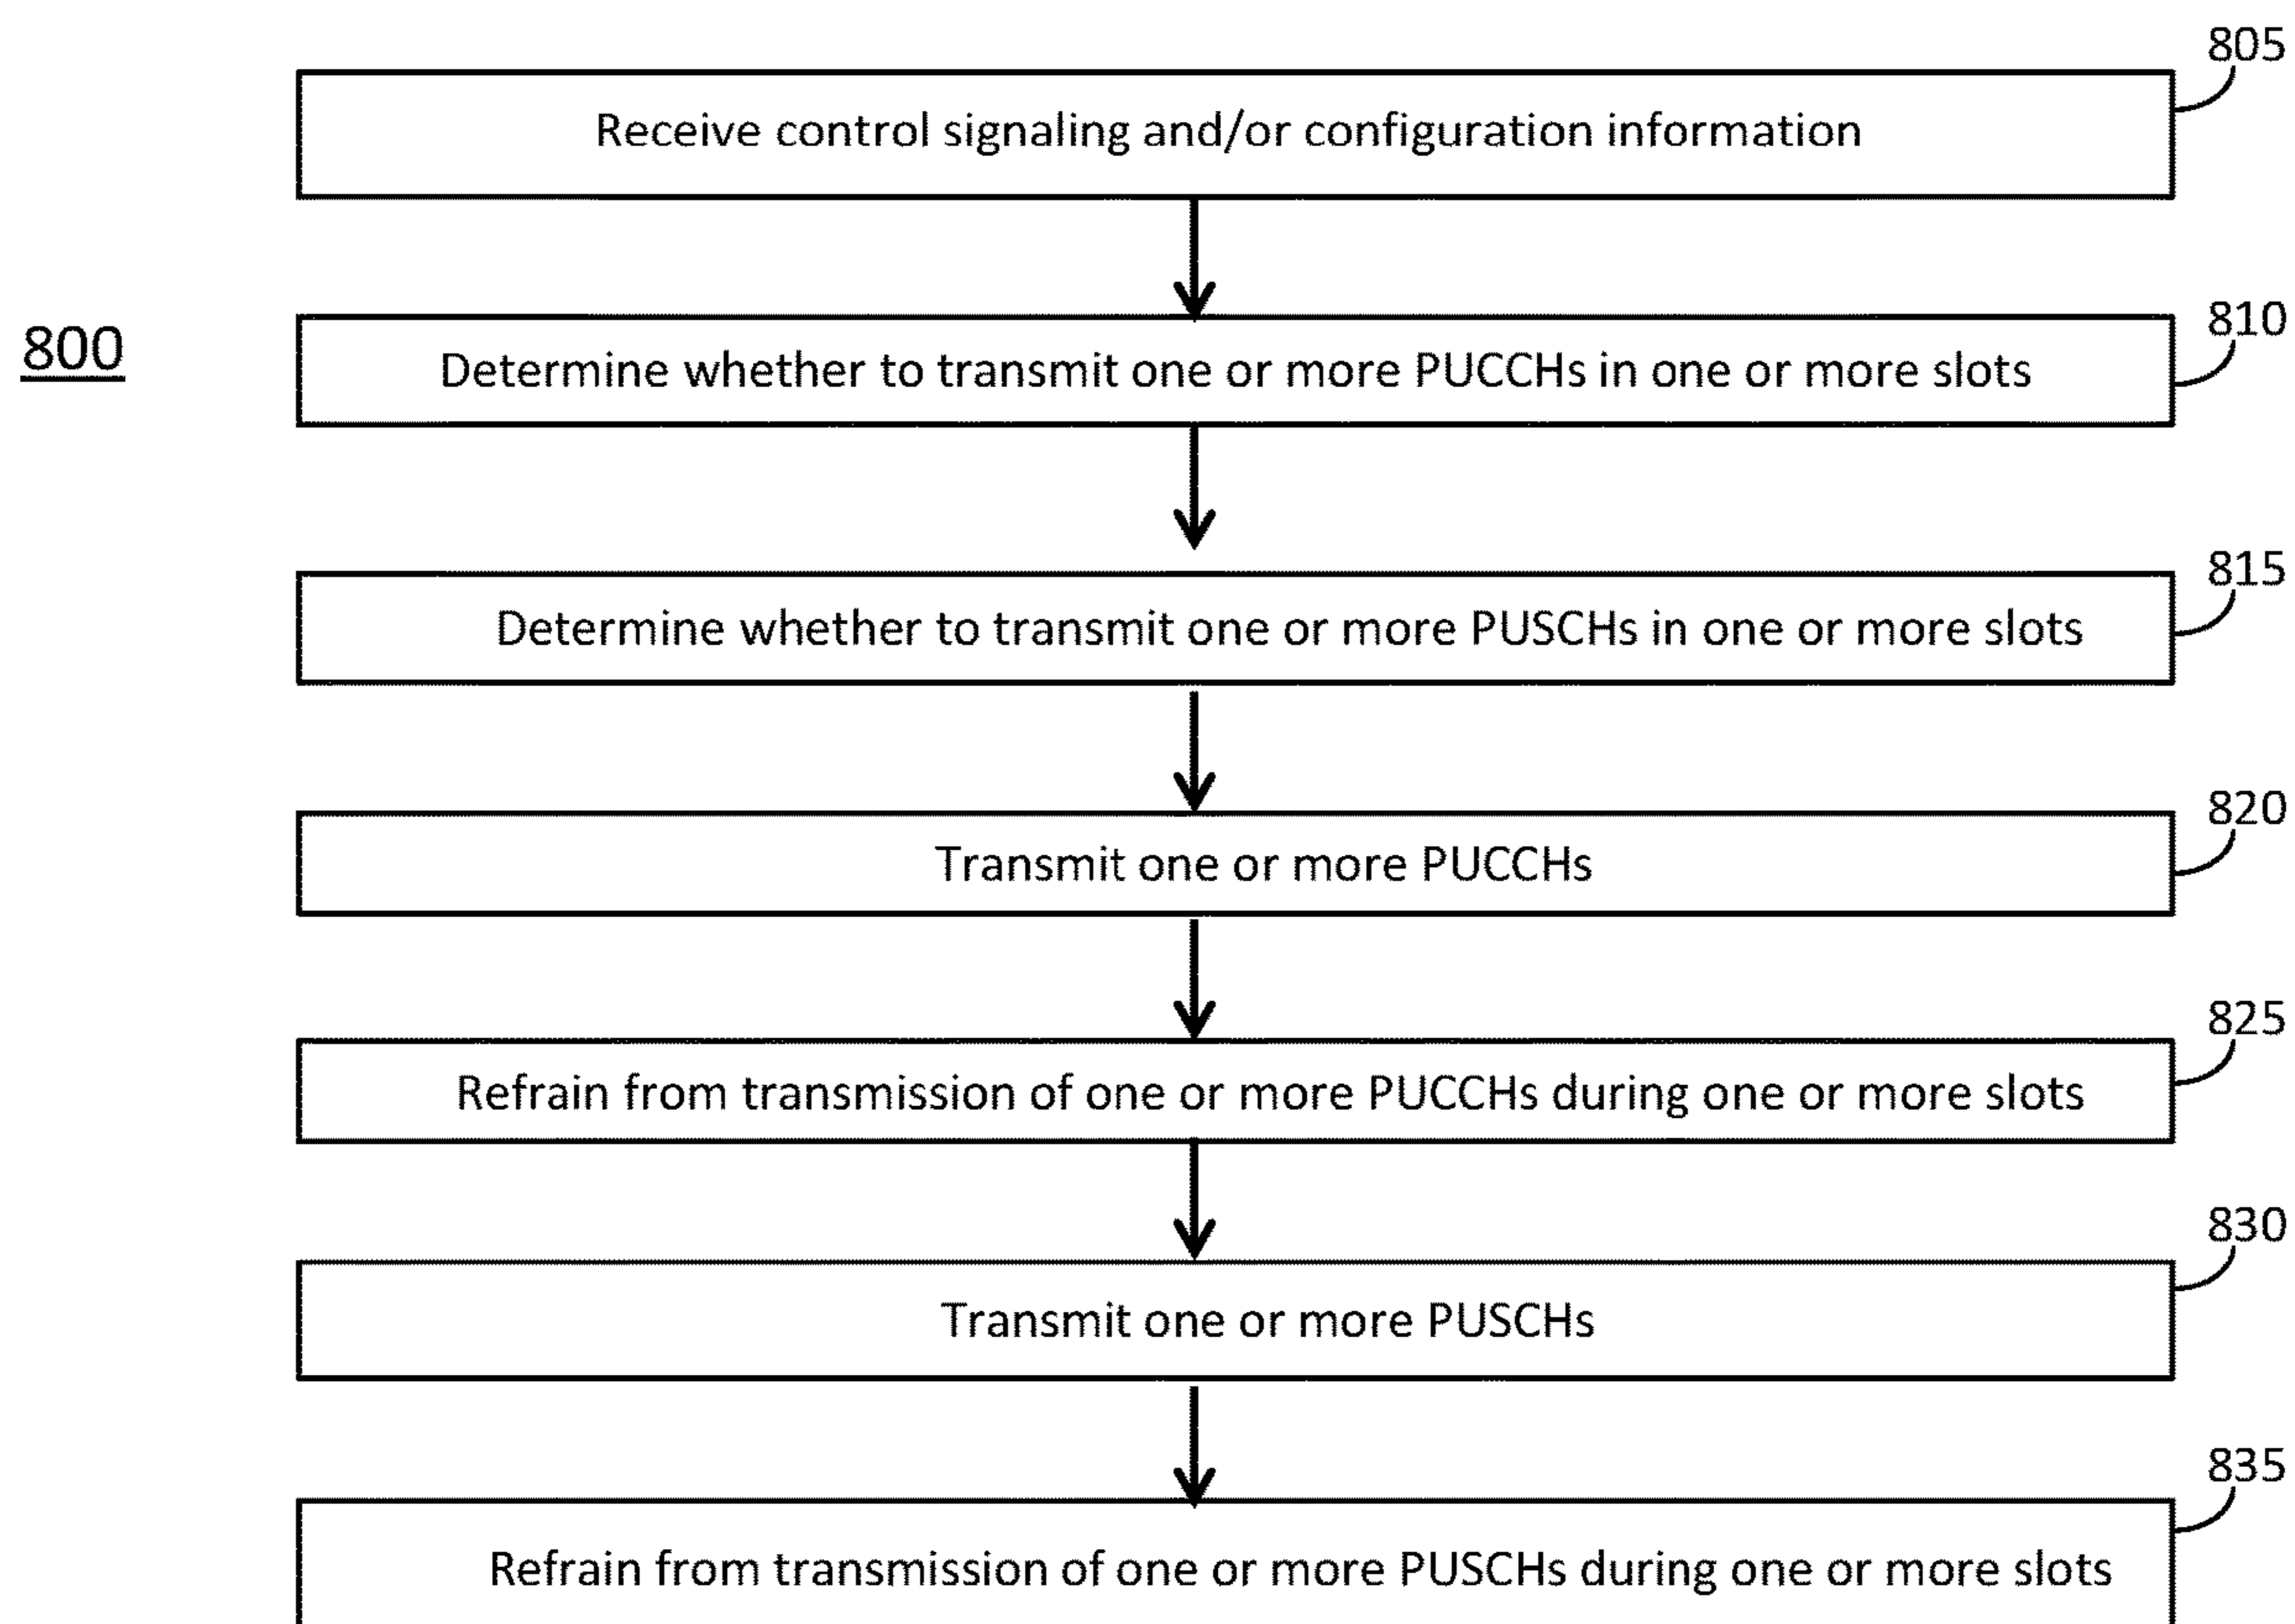 805
Receive control signaling and/or configuration information
810
800
Determine whether to transmit one or more PUCCHs in one or more slots
815
Determine whether to transmit one or more PUSCHs in one or more slots
820
Transmit one or more PUCCHs
825
Refrain from transmission of one or more PUCCHs during one or more slots
830
Transmit one or more PUSCHs
835
Refrain from transmission of one or more PUSCHs during one or more slots